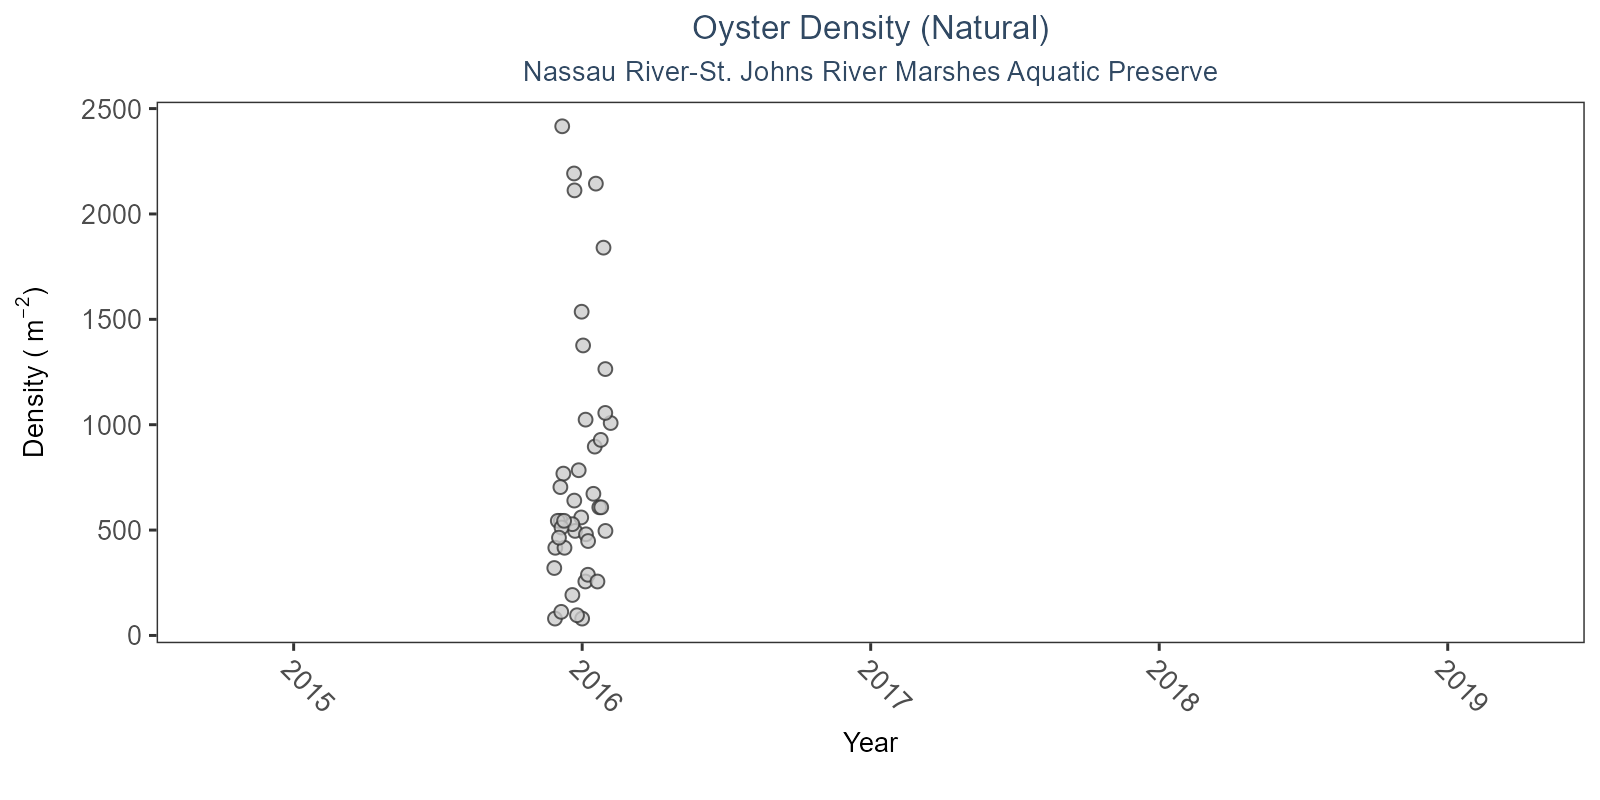 Oyster Density (Natural)
Nassau River-St. Johns River Marshes Aquatic Preserve
2500
2000
1500
1000
500
0
Density ( m⁻²)
2015
2016
2017
2018
2019
Year